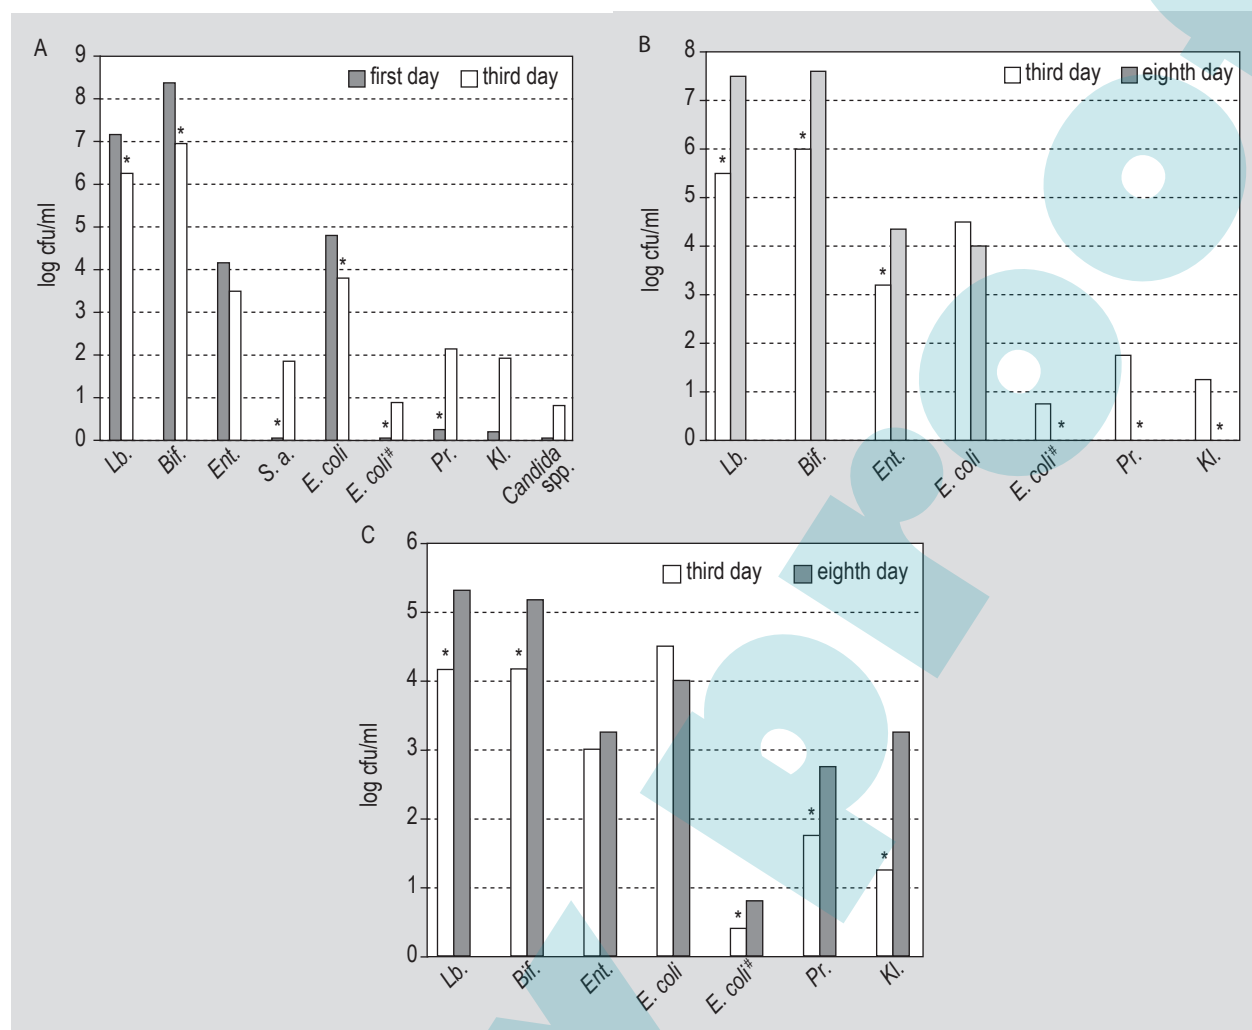 A
first day third day
log cfu/ml
9
8
7
6
5
4
3
2
1
0
* * * * * * *
Lb. Bif. Ent. S. a. E. coli E. coli# Pr. Kl. Candida
spp.
B
third day eighth day
log cfu/ml
8
7
6
5
4
3
2
1
0
* * * * * *
Lb. Bif. Ent. E. coli E. coli# Pr. Kl.
C
third day eighth day
log cfu/ml
6
5
4
3
2
1
0
* * * * *
Lb. Bif. Ent. E. coli E. coli# Pr. Kl.